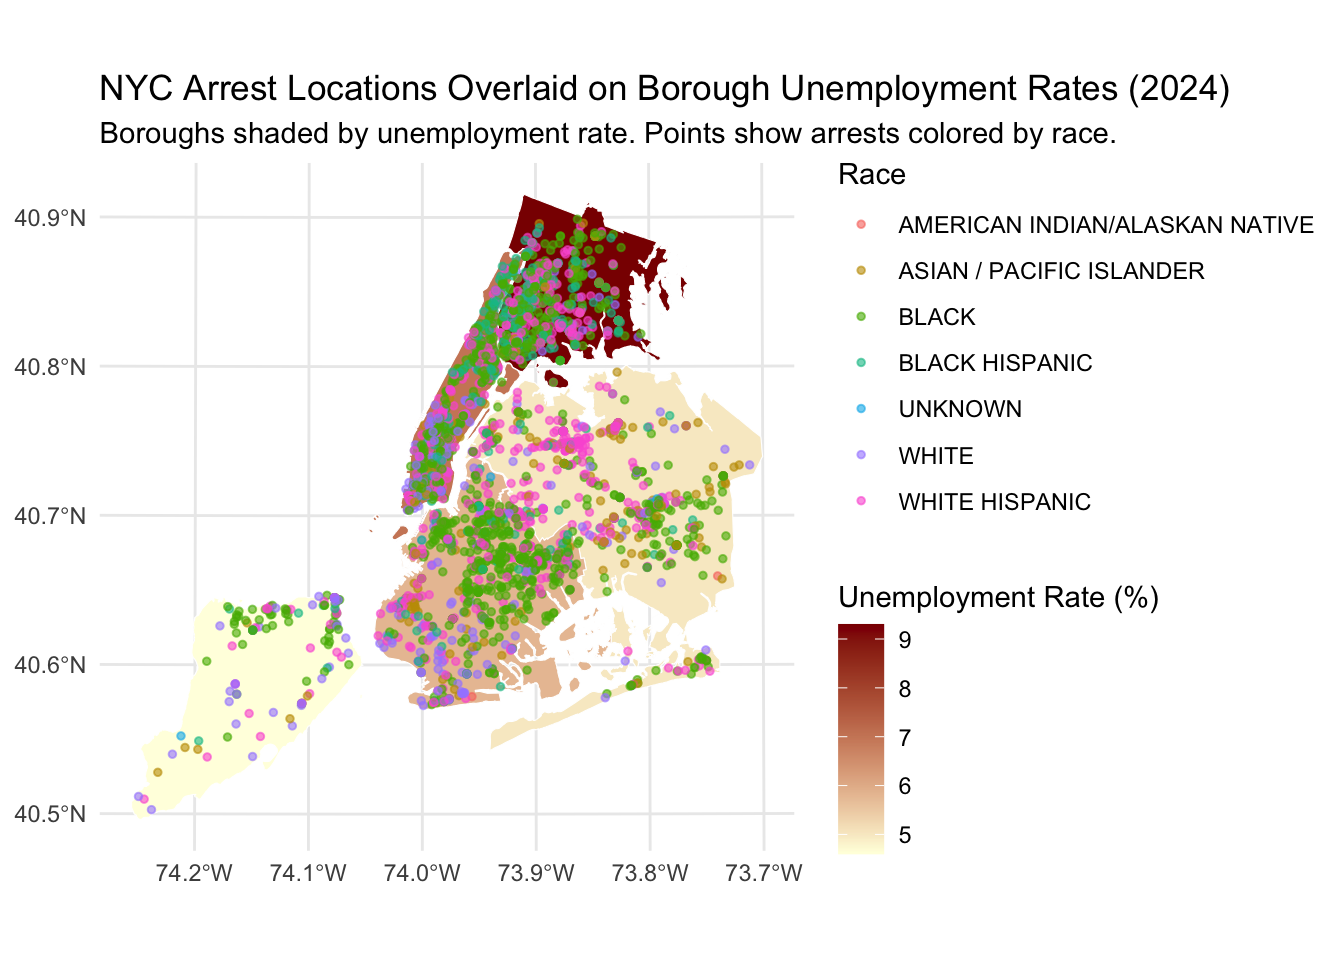 NYC Arrest Locations Overlaid on Borough Unemployment Rates (2024)
Boroughs shaded by unemployment rate. Points show arrests colored by race.
40.9°N
40.8°N
40.7°N
40.6°N
40.5°N
74.2°W
74.1°W
74.0°W
73.9°W
73.8°W
73.7°W
Race
AMERICAN INDIAN/ALASKAN NATIVE
ASIAN / PACIFIC ISLANDER
BLACK
BLACK HISPANIC
UNKNOWN
WHITE
WHITE HISPANIC
Unemployment Rate (%)
9
8
7
6
5